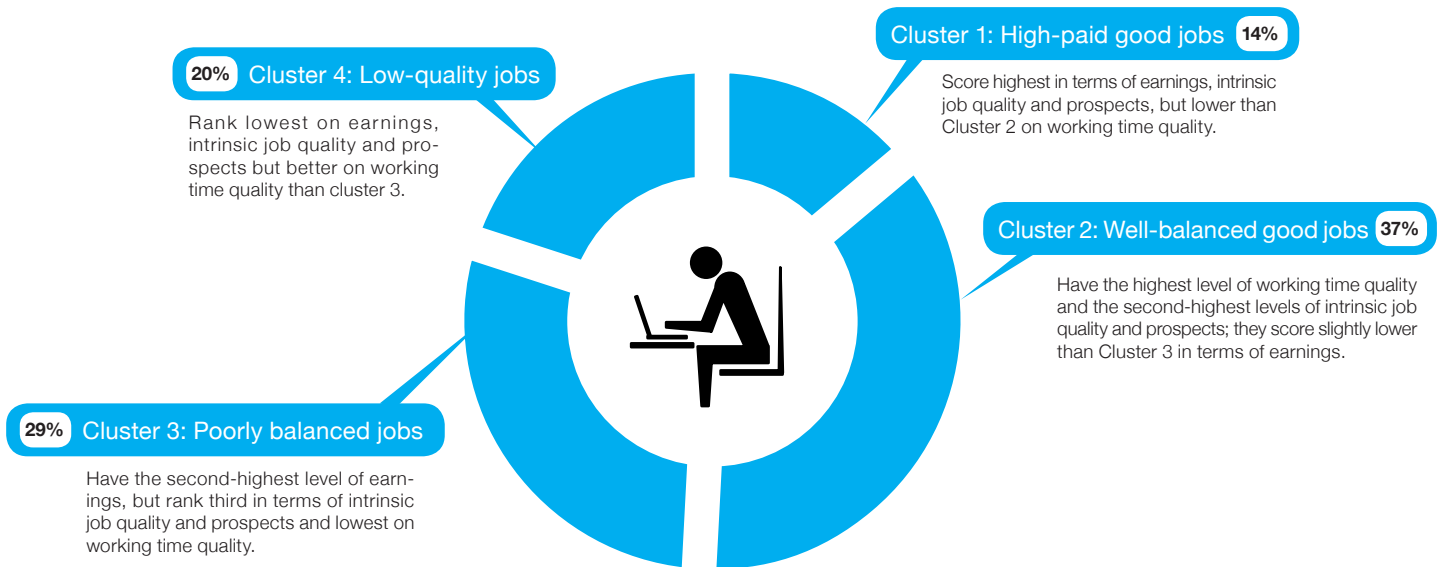 Cluster 1: High-paid good jobs 14%
Score highest in terms of earnings, intrinsic
job quality and prospects, but lower than
Cluster 2 on working time quality.
Cluster 2: Well-balanced good jobs 37%
Have the highest level of working time quality
and the second-highest levels of intrinsic job
quality and prospects; they score slightly lower
than Cluster 3 in terms of earnings.
29% Cluster 3: Poorly balanced jobs
Have the second-highest level of earn-
ings, but rank third in terms of intrinsic
job quality and prospects and lowest on
working time quality.
20% Cluster 4: Low-quality jobs
Rank lowest on earnings,
intrinsic job quality and pro-
spects but better on working
time quality than cluster 3.